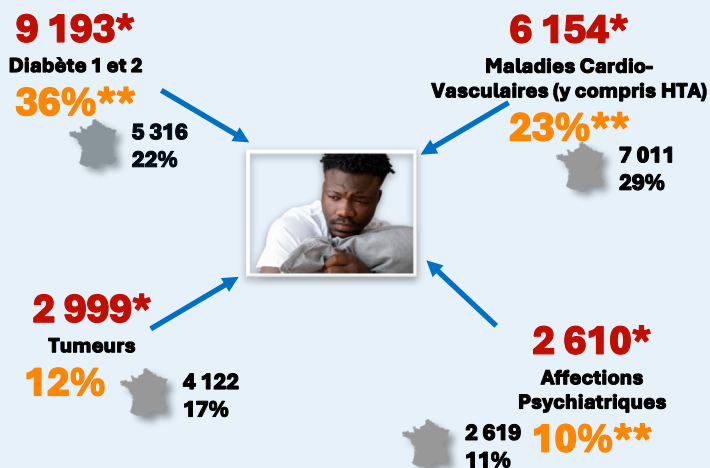 9 193*
Diabète 1 et 2
36%**
5 316
22%
6 154*
Maladies Cardio-
Vasculaires (y compris HTA)
23%**
7 011
29%
2 999*
Tumeurs
12%
4 122
17%
2 610*
Affections
Psychiatriques
10%**
2 619
11%